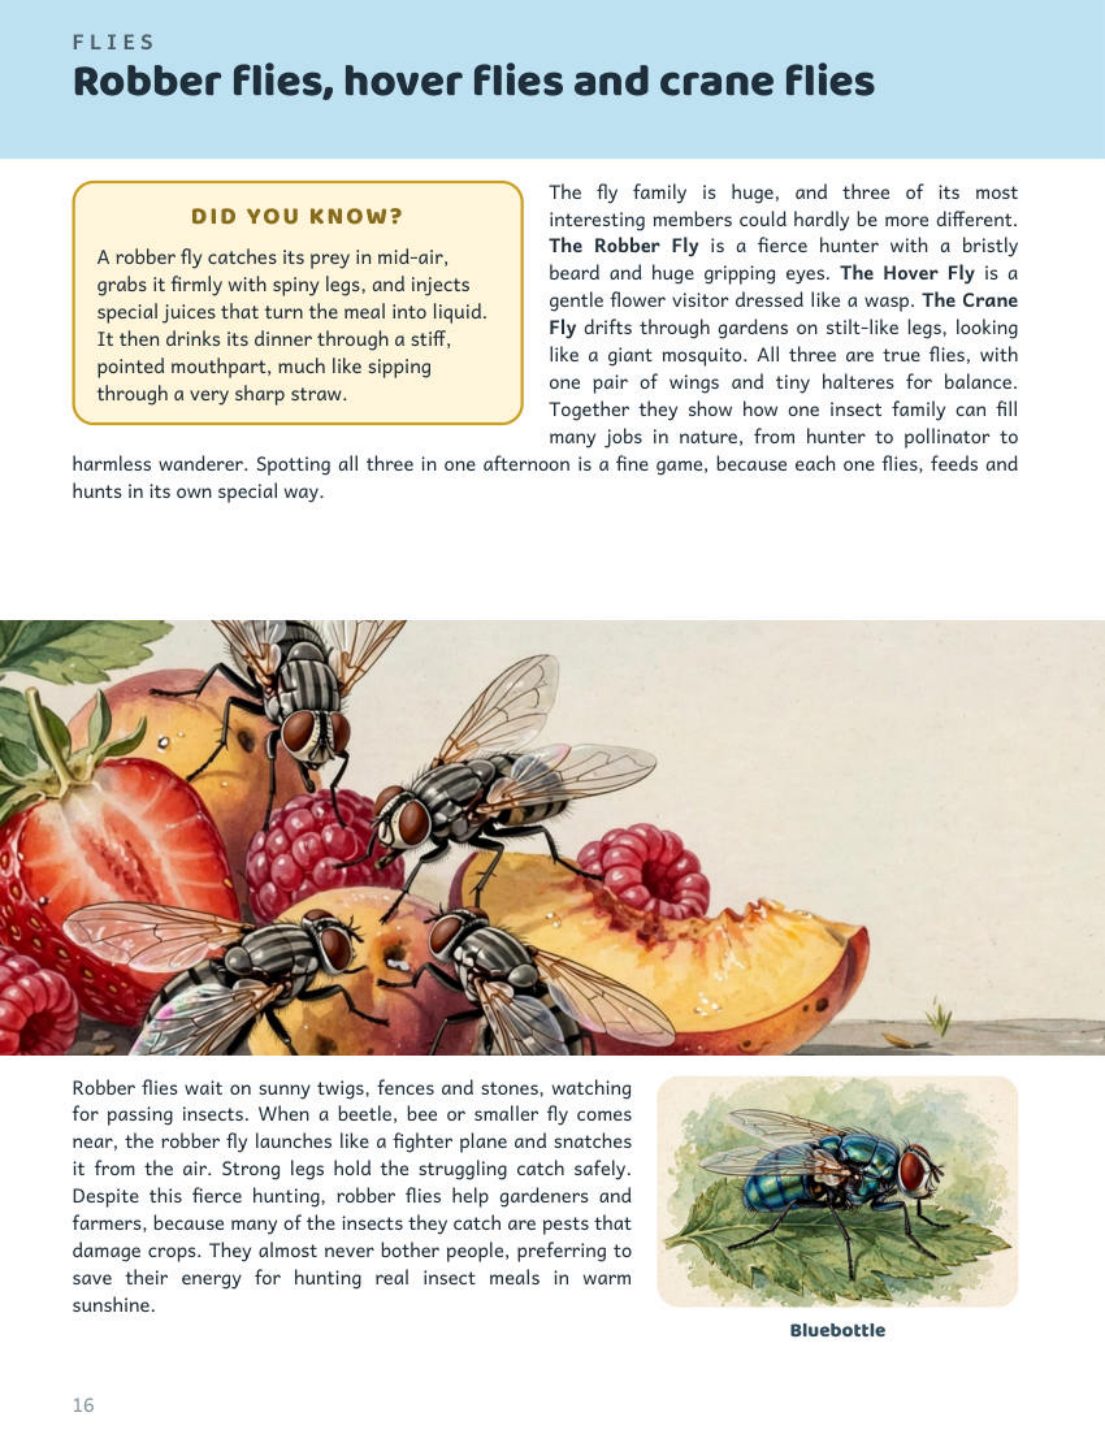 FLIES
Robber flies, hover flies and crane flies
DID YOU KNOW?
A robber fly catches its prey in mid-air,
grabs it firmly with spiny legs, and injects
special juices that turn the meal into liquid.
It then drinks its dinner through a stiff,
pointed mouthpart, much like sipping
through a very sharp straw.
The fly family is huge, and three of its most
interesting members could hardly be more different.
The Robber Fly is a fierce hunter with a bristly
beard and huge gripping eyes. The Hover Fly is a
gentle flower visitor dressed like a wasp. The Crane
Fly drifts through gardens on stilt-like legs, looking
like a giant mosquito. All three are true flies, with
one pair of wings and tiny halteres for balance.
Together they show how one insect family can fill
many jobs in nature, from hunter to pollinator to
harmless wanderer. Spotting all three in one afternoon is a fine game, because each one flies, feeds and
hunts in its own special way.
Robber flies wait on sunny twigs, fences and stones, watching
for passing insects. When a beetle, bee or smaller fly comes
near, the robber fly launches like a fighter plane and snatches
it from the air. Strong legs hold the struggling catch safely.
Despite this fierce hunting, robber flies help gardeners and
farmers, because many of the insects they catch are pests that
damage crops. They almost never bother people, preferring to
save their energy for hunting real insect meals in warm
sunshine.
Bluebottle
16